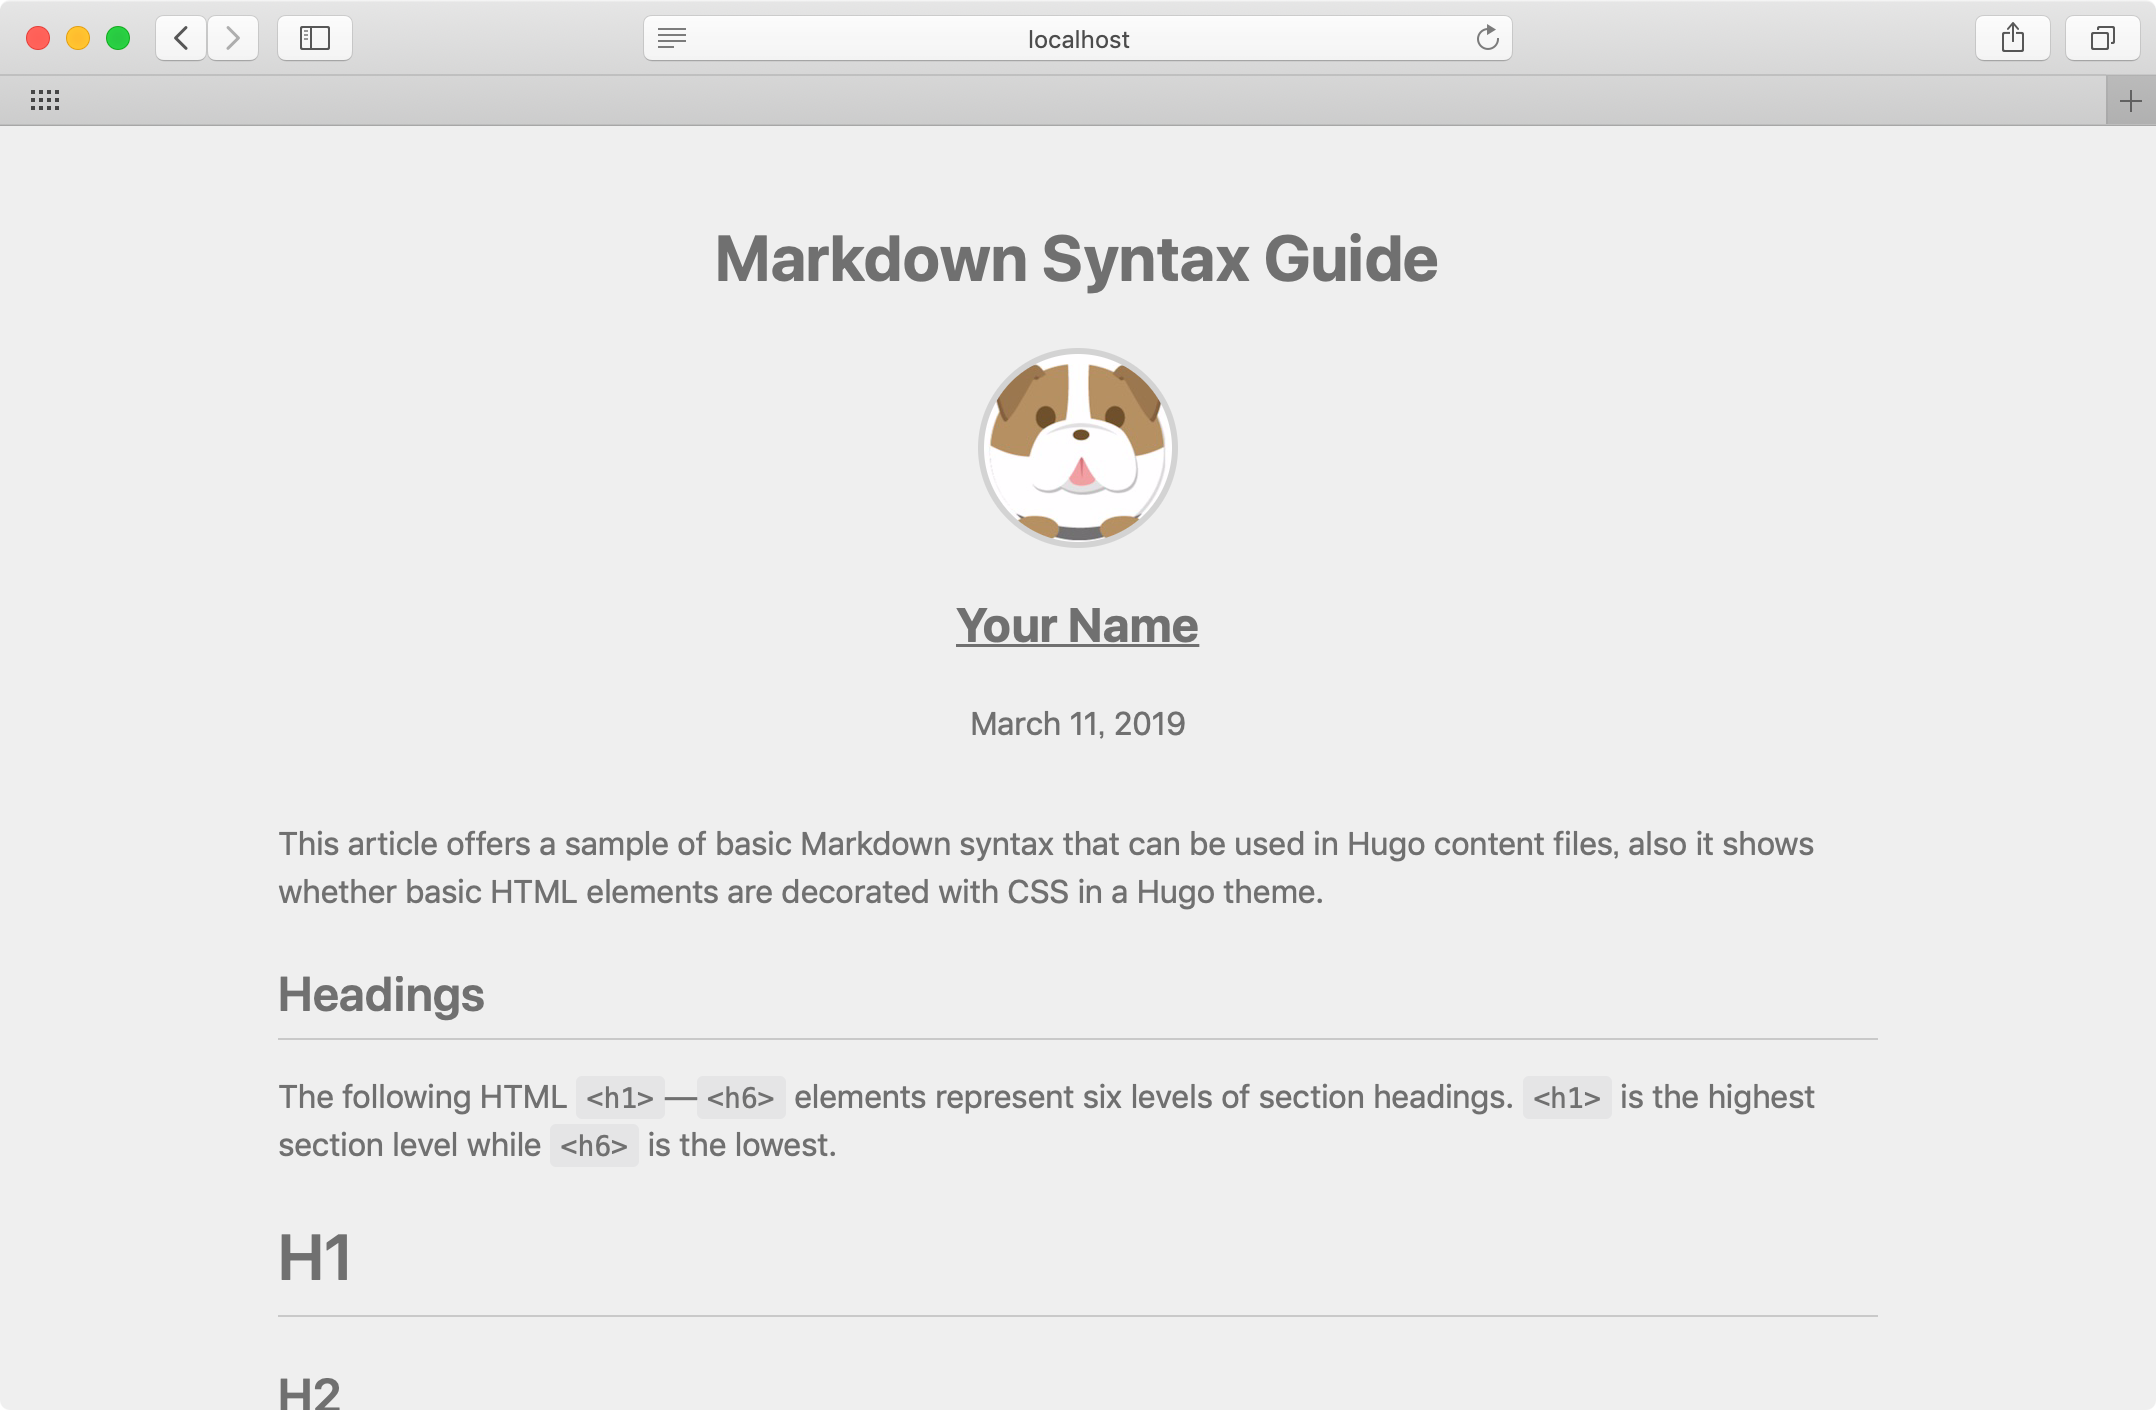 localhost
Markdown Syntax Guide
Your Name
March 11, 2019
This article offers a sample of basic Markdown syntax that can be used in Hugo content files, also it shows
whether basic HTML elements are decorated with CSS in a Hugo theme.
Headings
The following HTML <h1>—<h6> elements represent six levels of section headings. <h1> is the highest
section level while <h6> is the lowest.
H1
H2